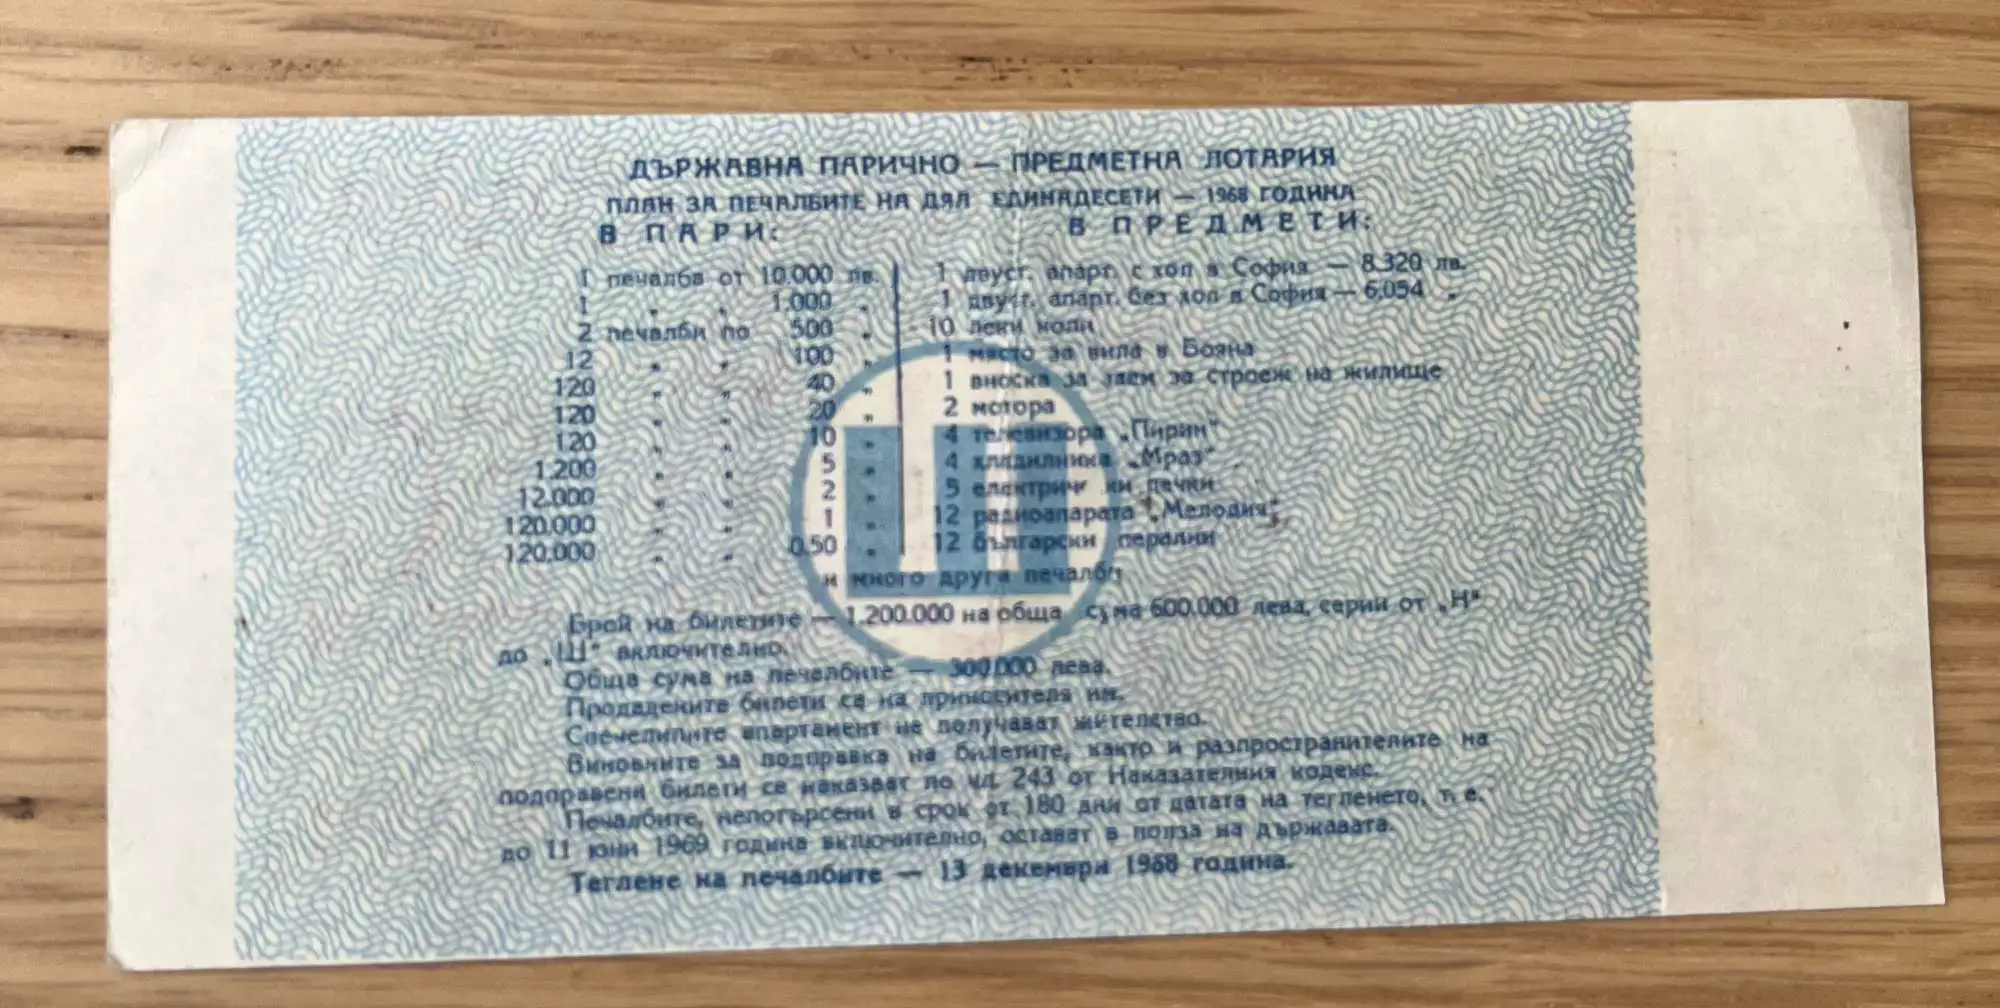 ДЪРЖАВНА ПАРИЧНО — ПРЕДМЕТНА ЛОТАРИЯ
ПЛАН ЗА ПЕЧАЛБИТЕ НА ДЯЛ ЕДИНАДЕСЕТИ — 1968 ГОДИНА
В ПАРИ:
1 печалба от 10.000 лв.
1 „ „ 1.000 „
2 печалби по 500 „
12 „ „ 100 „
120 „ „ 40 „
120 „ „ 20 „
120 „ „ 10 „
1.200 „ „ 5 „
12.000 „ „ 2 „
120.000 „ „ 1 „
120.000 „ „ 0.50 „
В ПРЕДМЕТИ:
1 двуст. апарт. с хол в София — 8.320 лв.
1 двуст. апарт. без хол в София — 6.054 „
10 леки коли
1 място за вила в Бояна
1 вноска за заем за строеж на жилище
2 мотора
4 телевизора „Пирин"
4 хладилника „Мраз"
5 електрически печки
12 радиоапарата „Мелодия"
12 български перални
и много други печалби
Брой на билетите — 1.200.000 на обща сума 600.000 лева, серии от „Н"
до „Ш" включително.
Обща сума на печалбите — 300.000 лева.
Продадените билети са на приносителя им.
Спечелилите апартамент не получават жителство.
Виновните за подправка на билетите, както и разпространителите на
подправени билети се наказват по чл. 243 от Наказателния кодекс.
Печалбите, непотърсени в срок от 180 дни от датата на тегленето, т. е.
до 11 юни 1969 година включително, остават в полза на държавата.
Теглене на печалбите — 13 декември 1968 година.